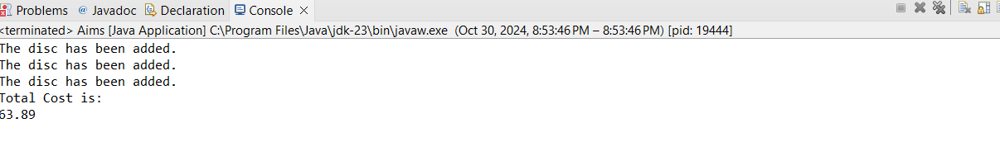 Problems @ Javadoc Declaration Console
<terminated> Aims [Java Application] C:\Program Files\Java\jdk-23\bin\javaw.exe (Oct 30, 2024, 8:53:46 PM – 8:53:46 PM) [pid: 19444]
The disc has been added.
The disc has been added.
The disc has been added.
Total Cost is:
63.89